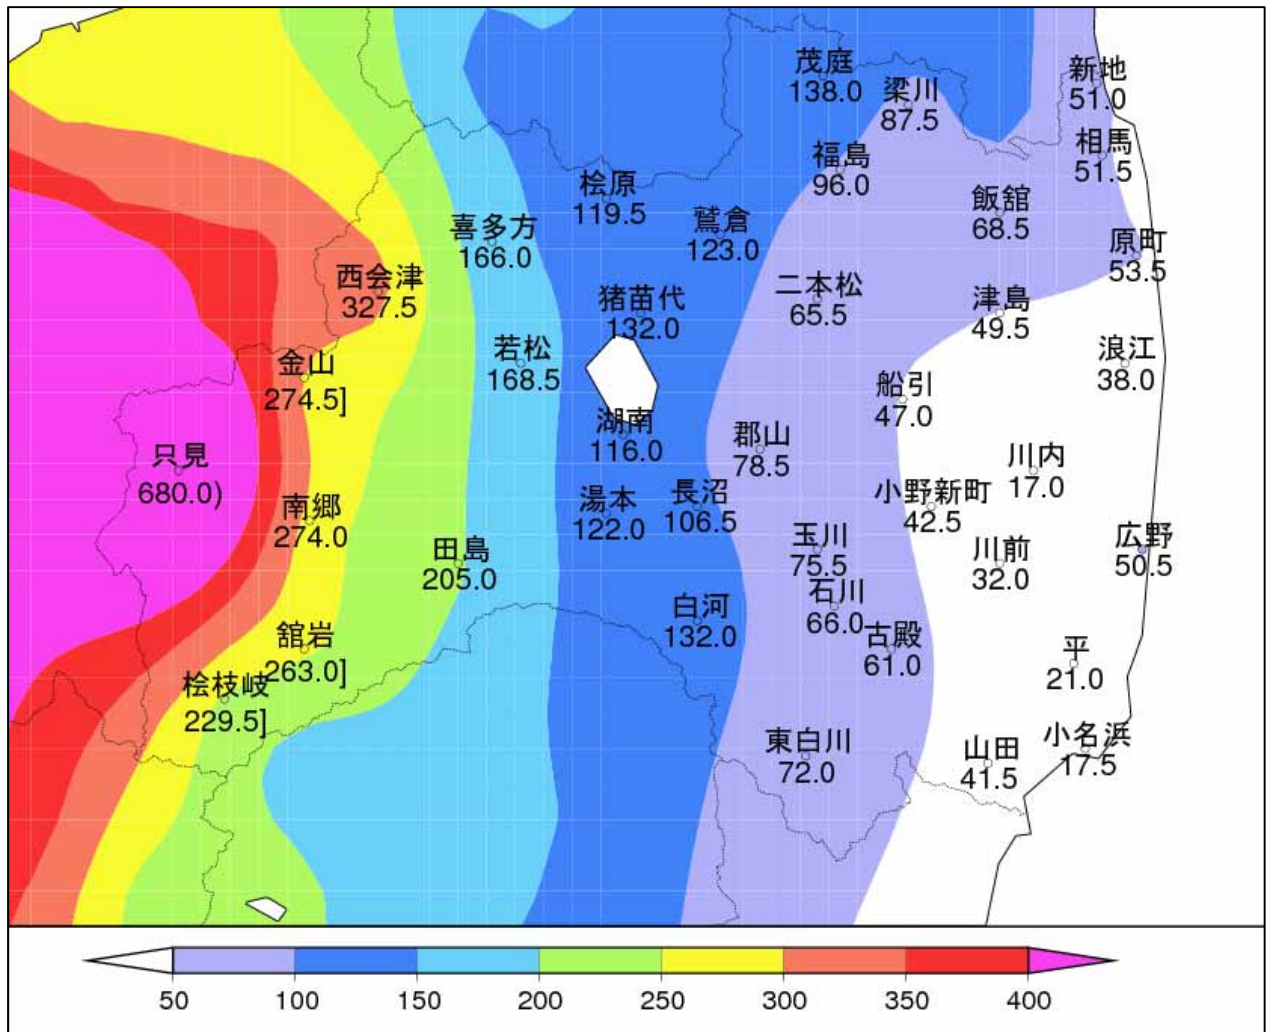 茂庭
138.0
新地
51.0
梁川
87.5
相馬
51.5
福島
96.0
桧原
119.5
飯舘
68.5
鷲倉
123.0
喜多方
166.0
原町
53.5
西会津
327.5
二本松
65.5
猪苗代
132.0
津島
49.5
若松
168.5
浪江
38.0
金山
274.5]
船引
47.0
湖南
116.0
郡山
78.5
只見
680.0)
川内
17.0
南郷
274.0
湯本
122.0
長沼
106.5
小野新町
42.5
田島
205.0
玉川
75.5
川前
32.0
広野
50.5
石川
66.0
白河
132.0
古殿
61.0
舘岩
263.0]
平
21.0
桧枝岐
229.5]
東白川
72.0
山田
41.5
小名浜
17.5
50 100 150 200 250 300 350 400